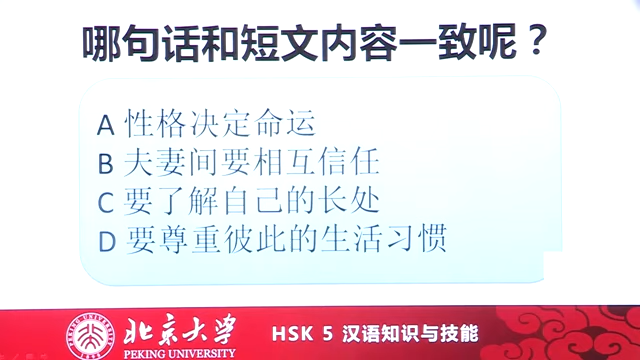 哪句话和短文内容一致呢？
A 性格决定命运
B 夫妻间要相互信任
C 要了解自己的长处
D 要尊重彼此的生活习惯
北京大学
PEKING UNIVERSITY
HSK 5 汉语知识与技能